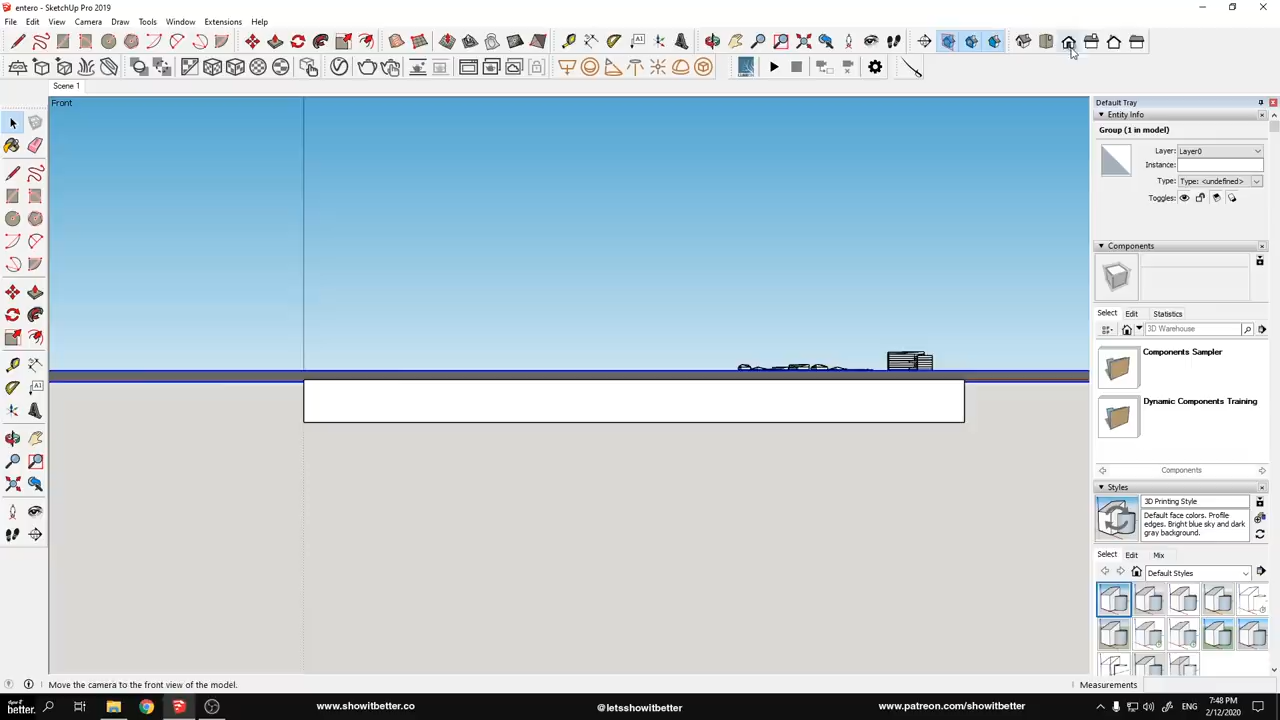 entero - SketchUp Pro 2019
File Edit View Camera Draw Tools Window Extensions Help
Scene 1
Front
Default Tray
Entity Info
Group (1 in model)
Layer: Layer0
Instance:
Type: Type: <undefined>
Toggles:
Components
Select Edit Statistics
3D Warehouse
Components Sampler
Dynamic Components Training
Components
Styles
3D Printing Style
Default face colors. Profile
edges. Bright blue sky and dark
gray background.
Select Edit Mix
Default Styles
Move the camera to the front view of the model.
Measurements
better.
www.showitbetter.co
@letsshowitbetter
www.patreon.com/showitbetter
ENG
7:48 PM
2/12/2020